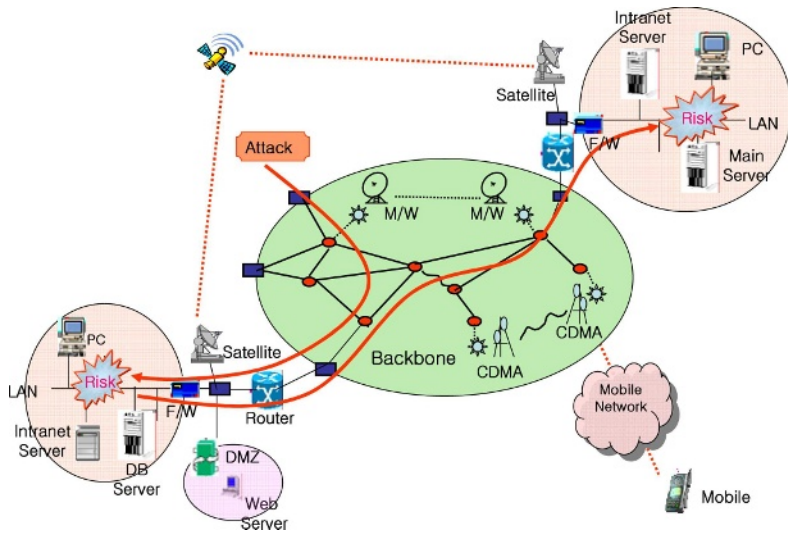 Intranet
Server
PC
Satellite
Risk
LAN
F/W
Main
Server
Attack
M/W
M/W
Backbone
CDMA
CDMA
PC
Satellite
LAN
Risk
F/W
Router
Intranet
Server
DB
Server
DMZ
Web
Server
Mobile
Network
Mobile